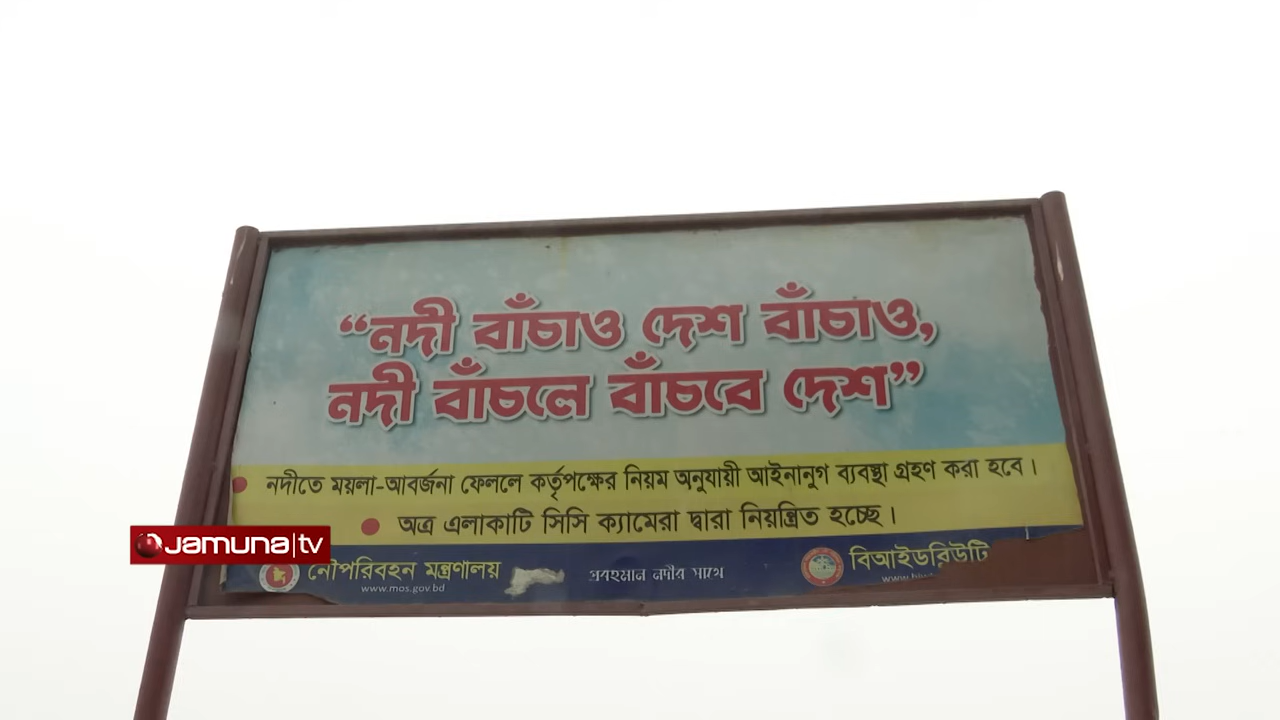 “নদী বাঁচাও দেশ বাঁচাও,
নদী বাঁচলে বাঁচবে দেশ”
নদীতে ময়লা-আবর্জনা ফেললে কর্তৃপক্ষের নিয়ম অনুযায়ী আইনানুগ ব্যবস্থা গ্রহণ করা হবে।
অত্র এলাকাটি সিসি ক্যামেরা দ্বারা নিয়ন্ত্রিত হচ্ছে।
Jamuna|tv
নৌপরিবহন মন্ত্রণালয়
www.mos.gov.bd
প্রবহমান নদীর সাথে
বিআইডব্লিউটি